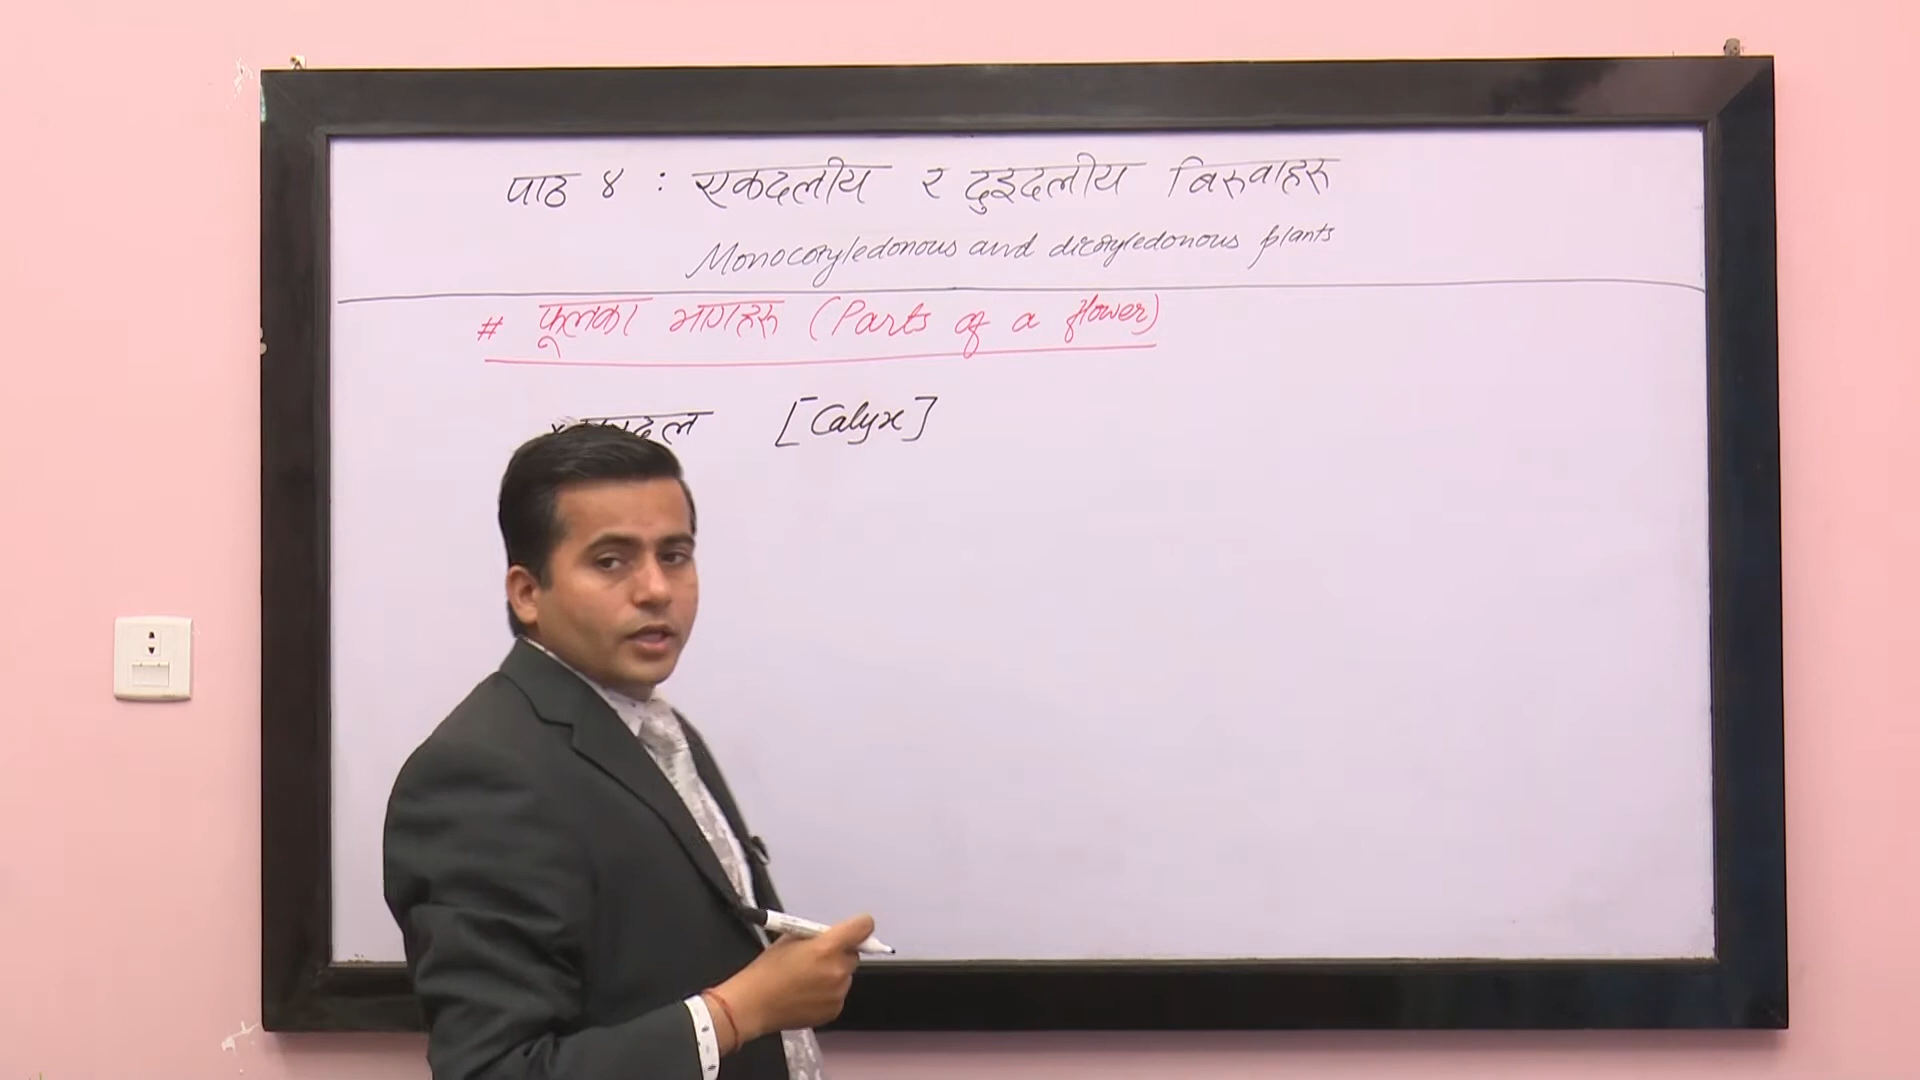 पाठ ४ : एकदलीय र दुइदलीय बिरुवाहरु
Monocotyledonous and dicotyledonous plants
# फूलका भागहरु (Parts of a flower)
[Calyx]